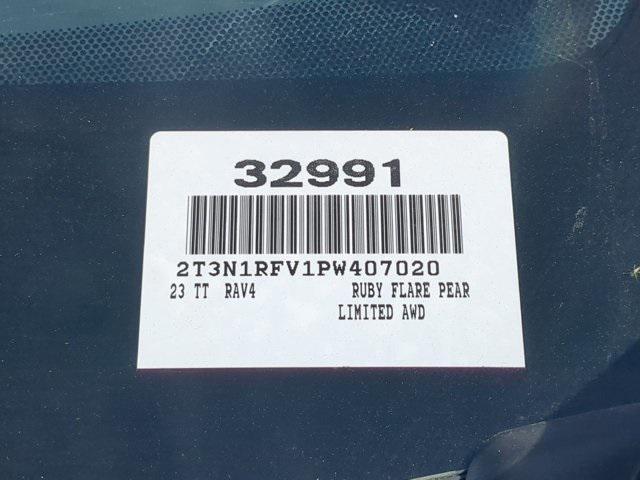 32991
2T3N1RFV1PW407020
23 TT RAV4 RUBY FLARE PEAR
LIMITED AWD